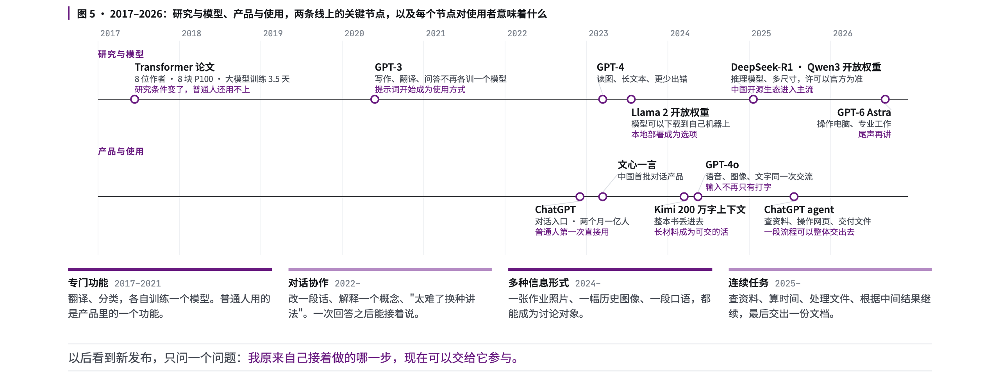 图 5 · 2017–2026：研究与模型、产品与使用，两条线上的关键节点，以及每个节点对使用者意味着什么
2017
2018
2019
2020
2021
2022
2023
2024
2025
2026
研究与模型
Transformer 论文
8 位作者 · 8 块 P100 · 大模型训练 3.5 天
研究条件变了，普通人还用不上
GPT-3
写作、翻译、问答不再各训一个模型
提示词开始成为使用方式
GPT-4
读图、长文本、更少出错
DeepSeek-R1 · Qwen3 开放权重
推理模型、多尺寸，许可以官方为准
中国开源生态进入主流
Llama 2 开放权重
模型可以下载到自己机器上
本地部署成为选项
GPT-6 Astra
操作电脑、专业工作
尾声再讲
产品与使用
文心一言
中国首批对话产品
GPT-4o
语音、图像、文字同一次交流
输入不再只有打字
ChatGPT
对话入口 · 两个月一亿人
普通人第一次直接用
Kimi 200 万字上下文
整本书丢进去
长材料成为可交的活
ChatGPT agent
查资料、操作网页、交付文件
一段流程可以整体交出去
专门功能 2017–2021
翻译、分类，各自训练一个模型。普通人用的
是产品里的一个功能。
对话协作 2022–
改一段话、解释一个概念、"太难了换种讲
法"。一次回答之后能接着说。
多种信息形式 2024–
一张作业照片、一幅历史图像、一段口语，都
能成为讨论对象。
连续任务 2025–
查资料、算时间、处理文件、根据中间结果继
续，最后交出一份文档。
以后看到新发布，只问一个问题：我原来自己接着做的哪一步，现在可以交给它参与。